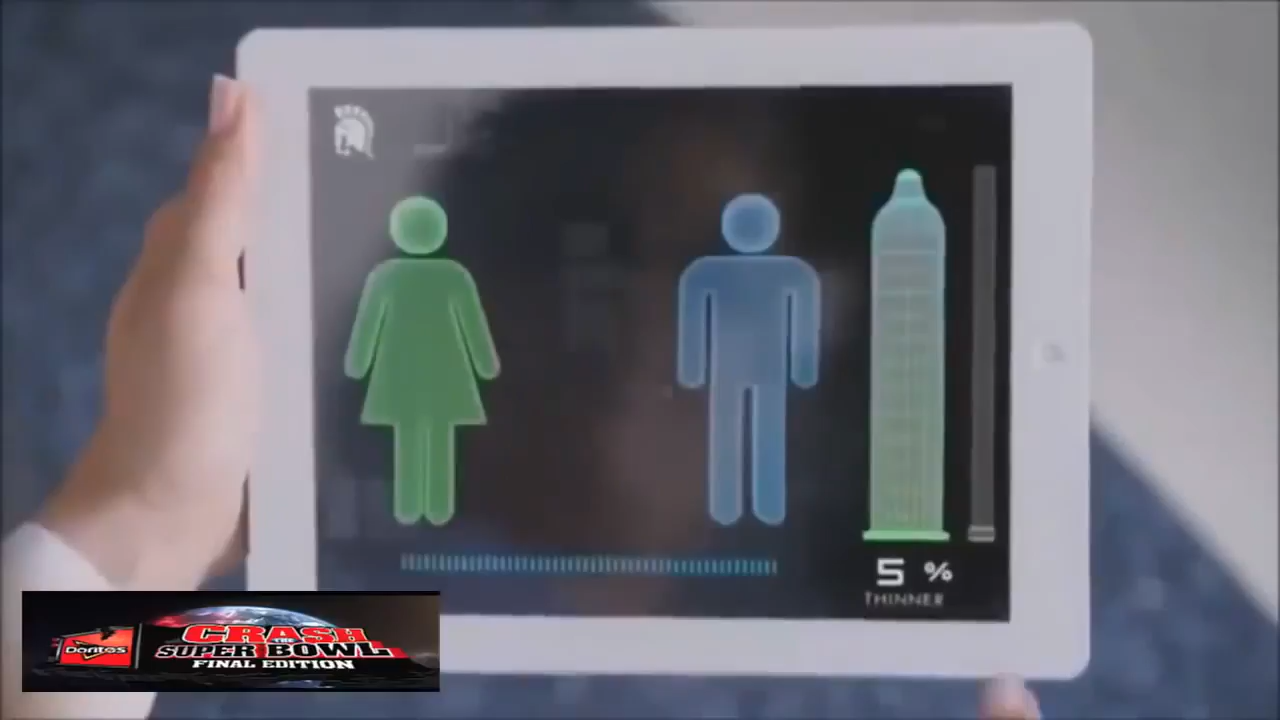 5 %
THINNER
Doritos
CRASH
THE
SUPER BOWL
FINAL EDITION